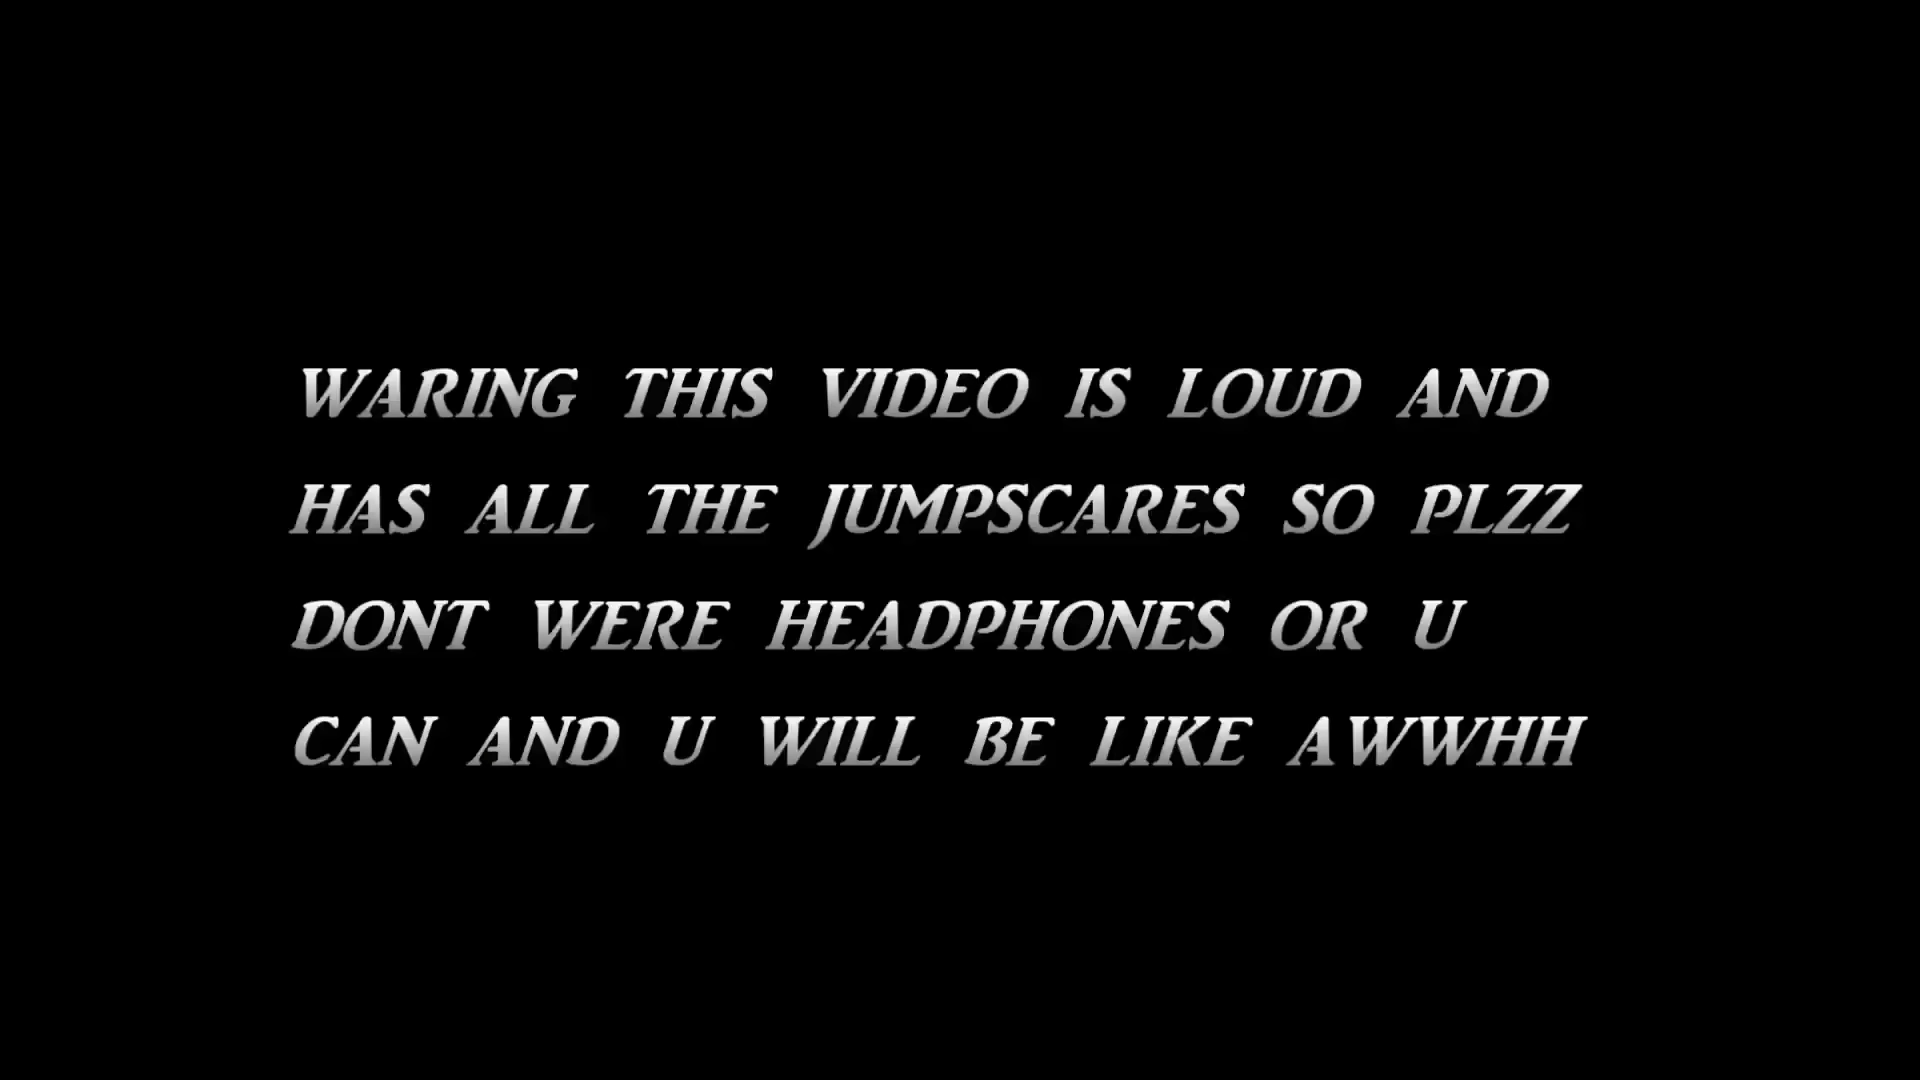 WARING THIS VIDEO IS LOUD AND
HAS ALL THE JUMPSCARES SO PLZZ
DONT WERE HEADPHONES OR U
CAN AND U WILL BE LIKE AWWHH